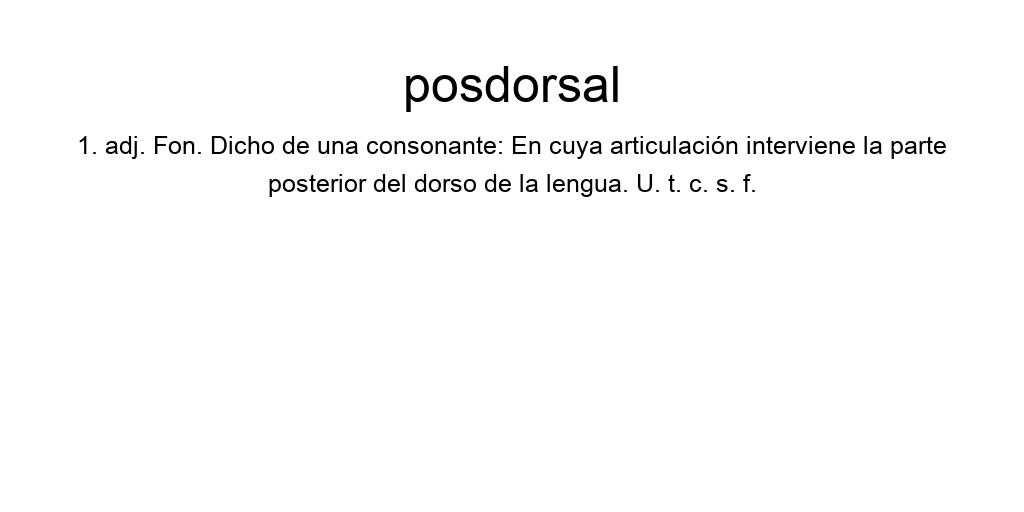 posdorsal
1. adj. Fon. Dicho de una consonante: En cuya articulación interviene la parte
posterior del dorso de la lengua. U. t. c. s. f.